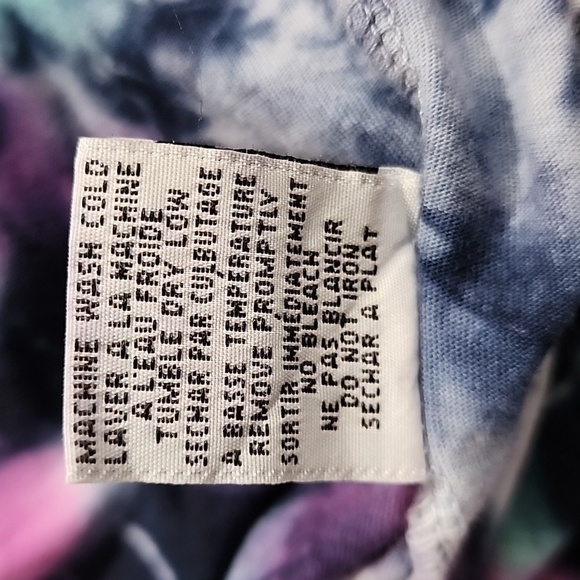 MACHINE WASH COLD
LAVER A LA MACHINE
A L'EAU FROIDE
TUMBLE DRY LOW
SECHAR PAR CULBUTAGE
A BASSE TEMPERATURE
REMOVE PROMPTLY
SORTIR IMMEDIATEMENT
NO BLEACH
NE PAS BLANCIR
DO NOT IRON
SECHAR A PLAT